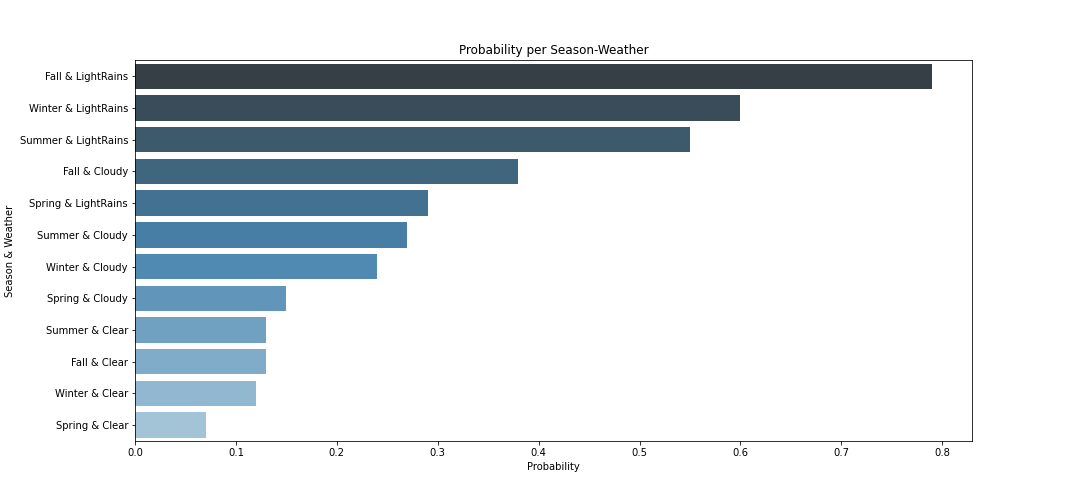 Probability per Season-Weather
Season & Weather
Fall & LightRains
Winter & LightRains
Summer & LightRains
Fall & Cloudy
Spring & LightRains
Summer & Cloudy
Winter & Cloudy
Spring & Cloudy
Summer & Clear
Fall & Clear
Winter & Clear
Spring & Clear
0.0 0.1 0.2 0.3 0.4 0.5 0.6 0.7 0.8
Probability